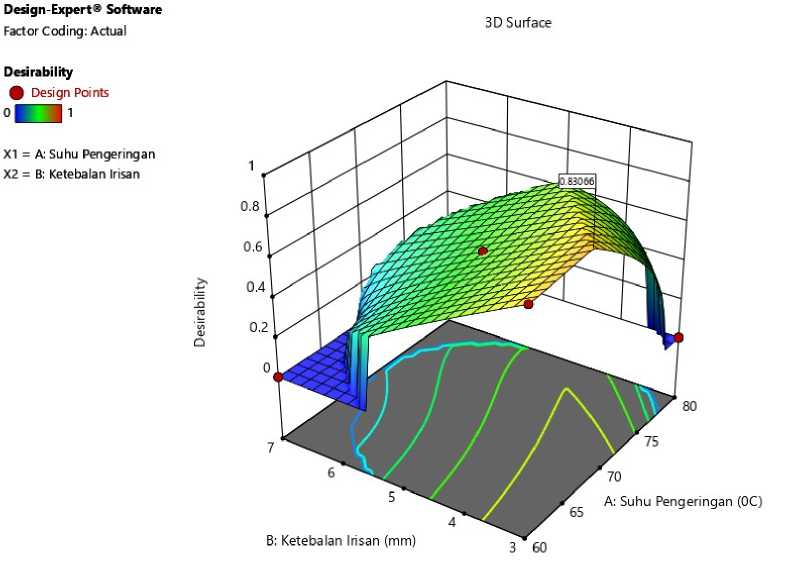 Design-Expert® Software
Factor Coding: Actual
Desirability
Design Points
0 1
X1 = A: Suhu Pengeringan
X2 = B: Ketebalan Irisan
3D Surface
0.83066
1
0.8
0.6
0.4
0.2
0
Desirability
7
6
5
4
3
60
65
70
75
80
A: Suhu Pengeringan (0C)
B: Ketebalan Irisan (mm)